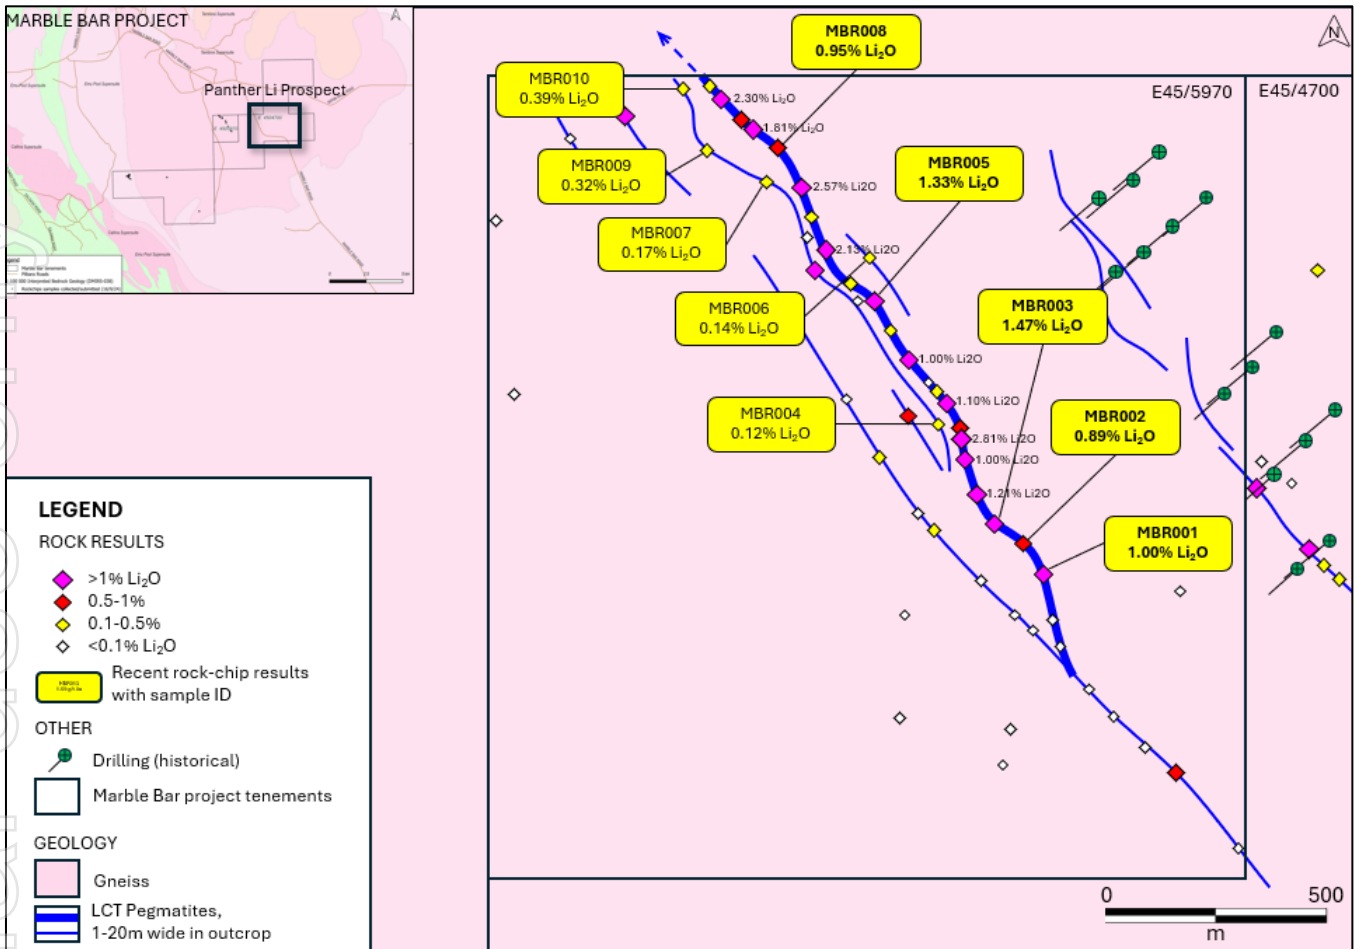 MARBLE BAR PROJECT
Panther Li Prospect
Marble Bar tenements
Pilbara Roads
N
E45/5970
E45/4700
MBR008
0.95% Li₂O
MBR010
0.39% Li₂O
2.30% Li₂O
1.81% Li₂O
MBR009
0.32% Li₂O
MBR005
1.33% Li₂O
2.57% Li2O
MBR007
0.17% Li₂O
2.13% Li2O
MBR006
0.14% Li₂O
MBR003
1.47% Li₂O
1.00% Li2O
1.10% Li2O
MBR004
0.12% Li₂O
MBR002
0.89% Li₂O
2.81% Li2O
1.00% Li2O
1.21% Li2O
MBR001
1.00% Li₂O
LEGEND
ROCK RESULTS
>1% Li₂O
0.5-1%
0.1-0.5%
<0.1% Li₂O
Recent rock-chip results
with sample ID
OTHER
Drilling (historical)
Marble Bar project tenements
GEOLOGY
Gneiss
LCT Pegmatites,
1-20m wide in outcrop
0 500
m